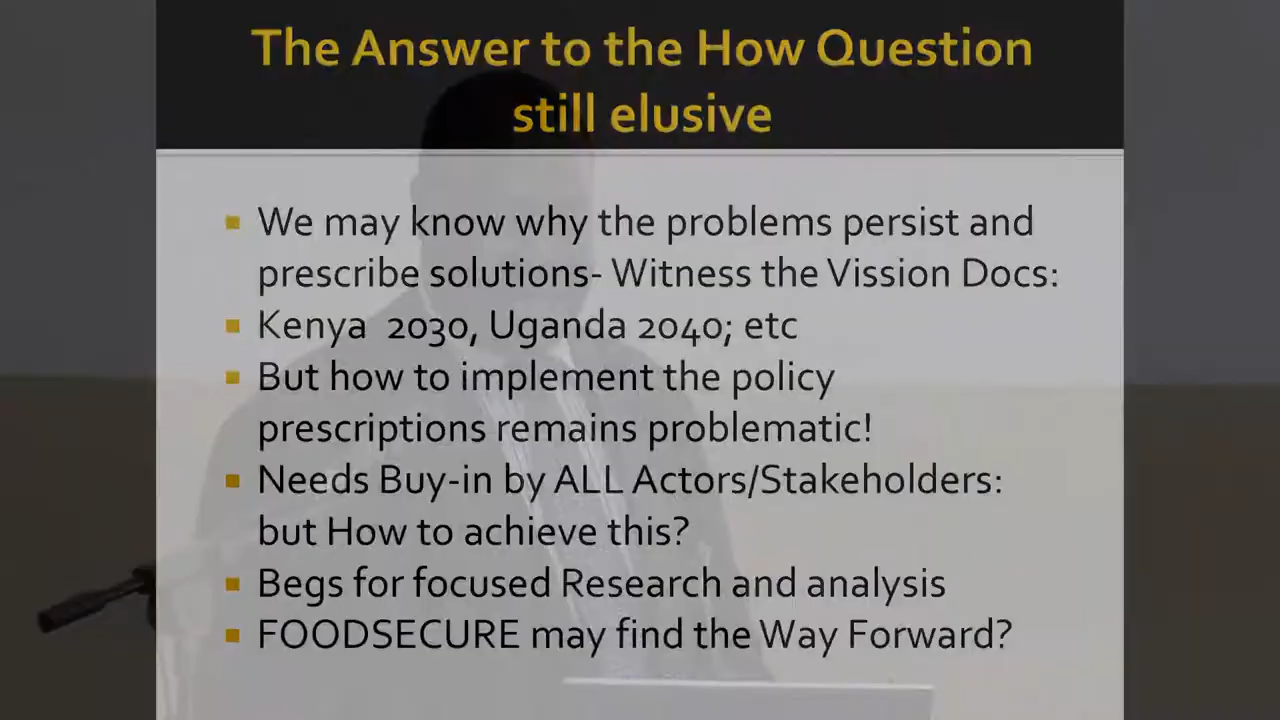 The Answer to the How Question
still elusive
▪ We may know why the problems persist and
prescribe solutions- Witness the Vission Docs:
▪ Kenya  2030, Uganda 2040; etc
▪ But how to implement the policy
prescriptions remains problematic!
▪ Needs Buy-in by ALL Actors/Stakeholders:
but How to achieve this?
▪ Begs for focused Research and analysis
▪ FOODSECURE may find the Way Forward?